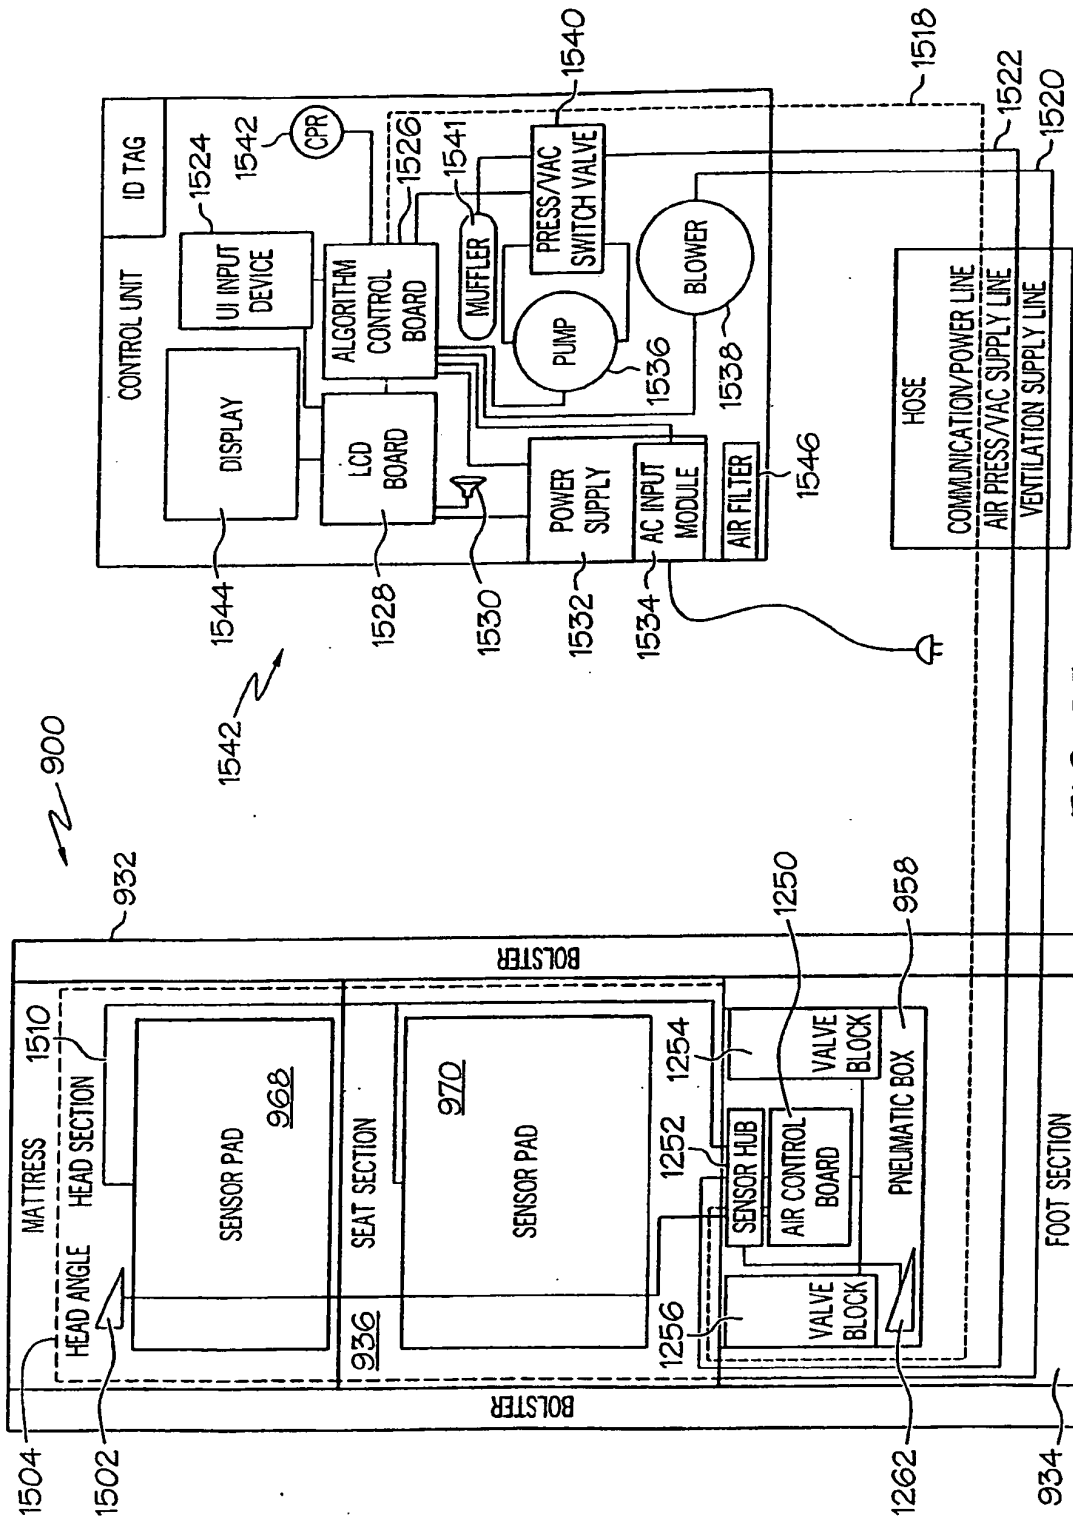 900
932
MATTRESS
1504
HEAD ANGLE
HEAD SECTION
1510
1502
SENSOR PAD
968
BOLSTER
BOLSTER
936
SEAT SECTION
970
SENSOR PAD
1256
1252
1254
1250
VALVE
BLOCK
SENSOR HUB
AIR CONTROL
BOARD
VALVE
BLOCK
PNEUMATIC BOX
958
1262
934
FOOT SECTION
1542
CONTROL UNIT
ID TAG
1544
DISPLAY
UI INPUT
DEVICE
1524
1542
CPR
1528
LCD
BOARD
ALGORITHM
CONTROL
BOARD
1526
1530
MUFFLER
1541
1532
POWER
SUPPLY
PUMP
1536
PRESS/VAC
SWITCH VALVE
1540
1534
AC INPUT
MODULE
BLOWER
1538
AIR FILTER
1546
1518
1522
1520
HOSE
COMMUNICATION/POWER LINE
AIR PRESS/VAC SUPPLY LINE
VENTILATION SUPPLY LINE